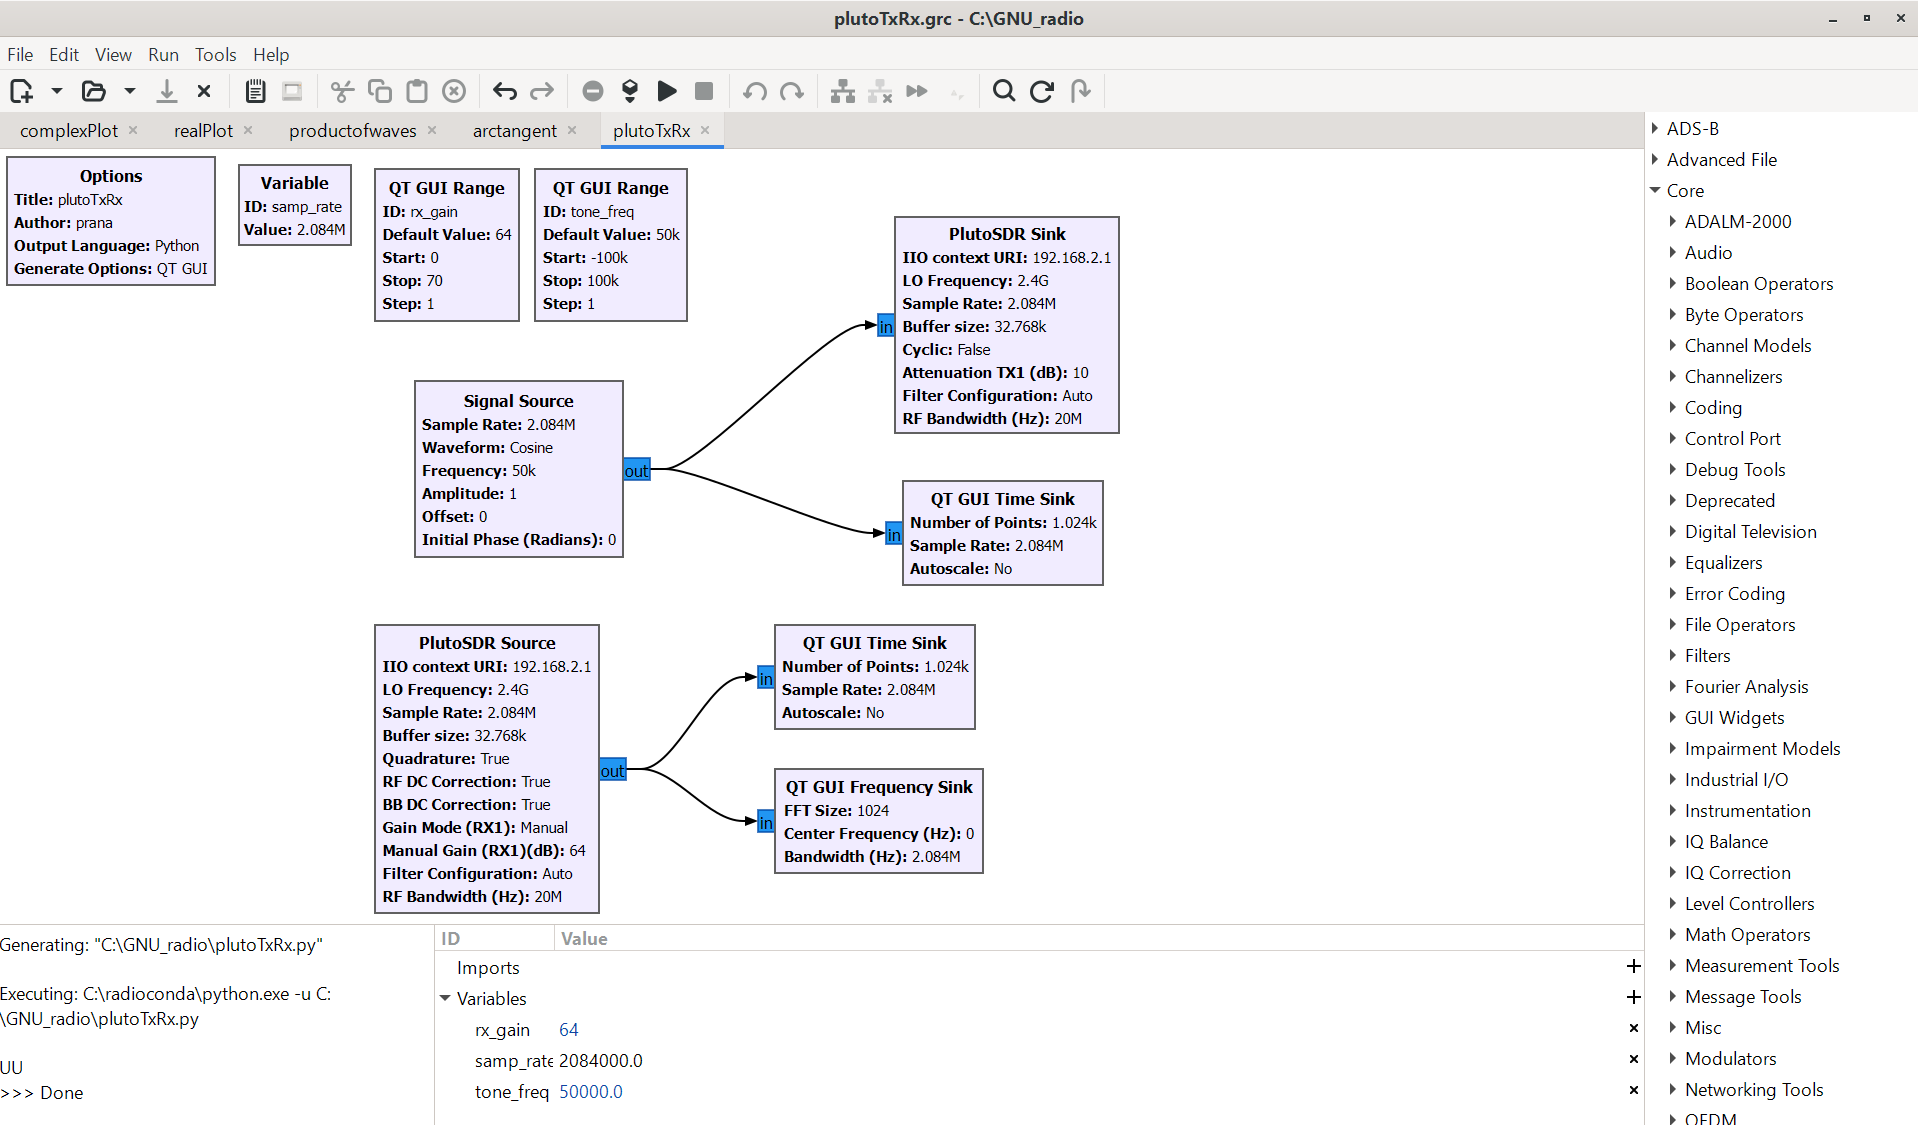 plutoTxRx.grc - C:\GNU_radio
File Edit View Run Tools Help
complexPlot realPlot productofwaves arctangent plutoTxRx
Options
Title: plutoTxRx
Author: prana
Output Language: Python
Generate Options: QT GUI
Variable
ID: samp_rate
Value: 2.084M
QT GUI Range
ID: rx_gain
Default Value: 64
Start: 0
Stop: 70
Step: 1
QT GUI Range
ID: tone_freq
Default Value: 50k
Start: -100k
Stop: 100k
Step: 1
PlutoSDR Sink
IIO context URI: 192.168.2.1
LO Frequency: 2.4G
Sample Rate: 2.084M
Buffer size: 32.768k
Cyclic: False
Attenuation TX1 (dB): 10
Filter Configuration: Auto
RF Bandwidth (Hz): 20M
in
Signal Source
Sample Rate: 2.084M
Waveform: Cosine
Frequency: 50k
Amplitude: 1
Offset: 0
Initial Phase (Radians): 0
out
QT GUI Time Sink
Number of Points: 1.024k
Sample Rate: 2.084M
Autoscale: No
in
PlutoSDR Source
IIO context URI: 192.168.2.1
LO Frequency: 2.4G
Sample Rate: 2.084M
Buffer size: 32.768k
Quadrature: True
RF DC Correction: True
BB DC Correction: True
Gain Mode (RX1): Manual
Manual Gain (RX1)(dB): 64
Filter Configuration: Auto
RF Bandwidth (Hz): 20M
out
QT GUI Time Sink
Number of Points: 1.024k
Sample Rate: 2.084M
Autoscale: No
in
QT GUI Frequency Sink
FFT Size: 1024
Center Frequency (Hz): 0
Bandwidth (Hz): 2.084M
in
Generating: "C:\GNU_radio\plutoTxRx.py"
Executing: C:\radioconda\python.exe -u C:
\GNU_radio\plutoTxRx.py
UU
>>> Done
ID Value
Imports
Variables
rx_gain 64
samp_rate 2084000.0
tone_freq 50000.0
ADS-B
Advanced File
Core
ADALM-2000
Audio
Boolean Operators
Byte Operators
Channel Models
Channelizers
Coding
Control Port
Debug Tools
Deprecated
Digital Television
Equalizers
Error Coding
File Operators
Filters
Fourier Analysis
GUI Widgets
Impairment Models
Industrial I/O
Instrumentation
IQ Balance
IQ Correction
Level Controllers
Math Operators
Measurement Tools
Message Tools
Misc
Modulators
Networking Tools
OFDM